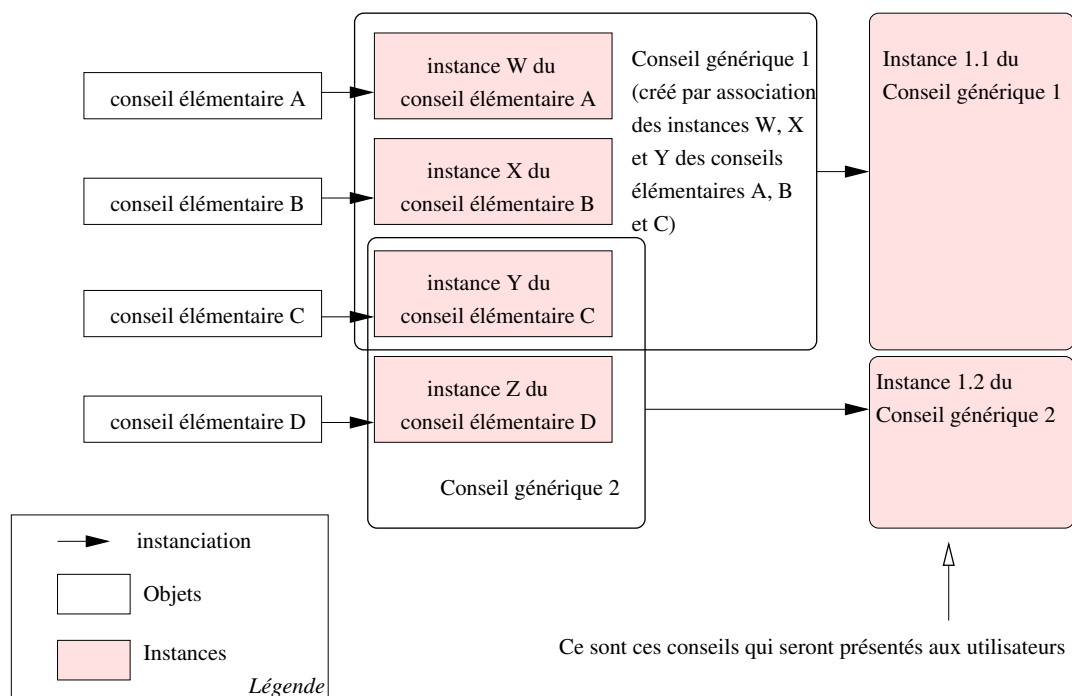 conseil élémentaire A
instance W du
conseil élémentaire A
Conseil générique 1
(créé par association
des instances W, X
et Y des conseils
élémentaires A, B
et C)
Instance 1.1 du
Conseil générique 1
conseil élémentaire B
instance X du
conseil élémentaire B
conseil élémentaire C
instance Y du
conseil élémentaire C
conseil élémentaire D
instance Z du
conseil élémentaire D
Instance 1.2 du
Conseil générique 2
Conseil générique 2
instanciation
Objets
Instances
Légende
Ce sont ces conseils qui seront présentés aux utilisateurs